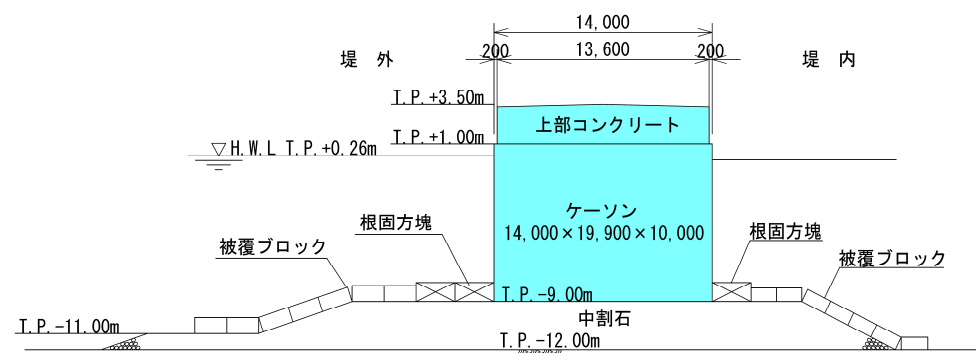 14,000
200 13,600 200
堤 外
堤 内
T.P.+3.50m
上部コンクリート
T.P.+1.00m
H.W.L T.P.+0.26m
ケーソン
14,000×19,900×10,000
根固方塊
根固方塊
被覆ブロック
被覆ブロック
T.P.-9.00m
中割石
T.P.-11.00m
T.P.-12.00m